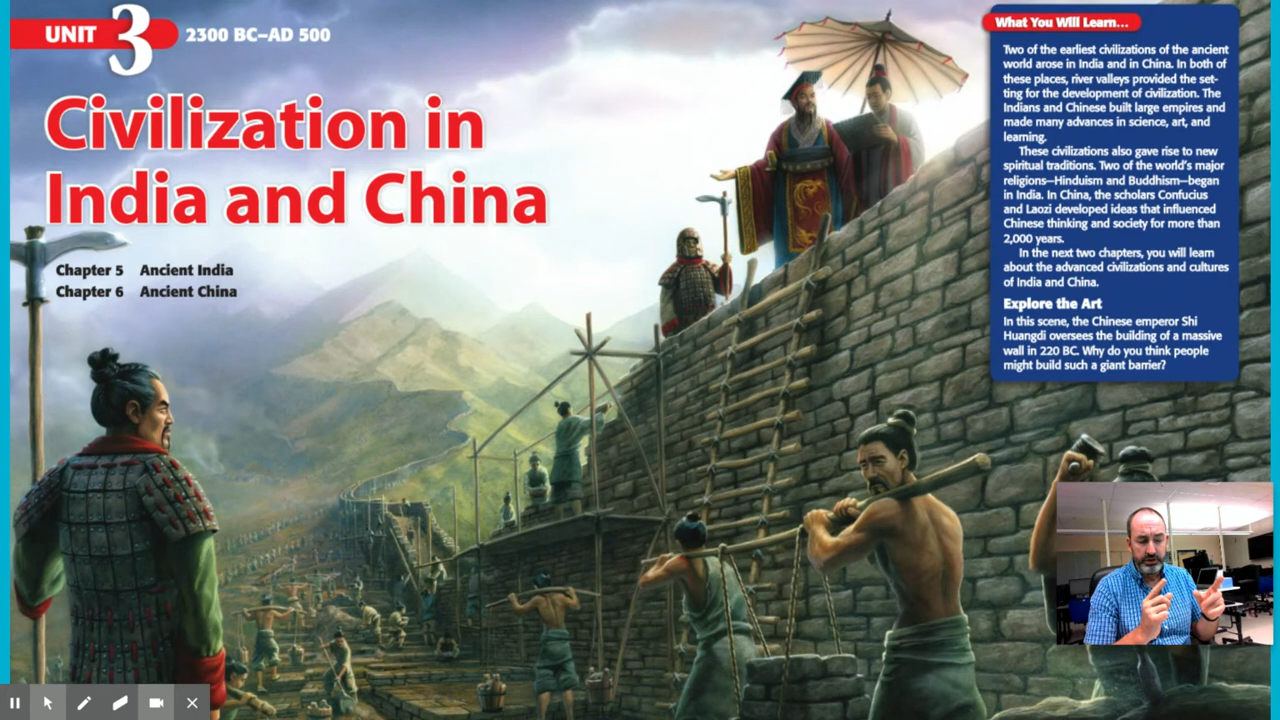 UNIT 3 2300 BC–AD 500
Civilization in
India and China
Chapter 5 Ancient India
Chapter 6 Ancient China
What You Will Learn…
Two of the earliest civilizations of the ancient
world arose in India and in China. In both of
these places, river valleys provided the set-
ting for the development of civilization. The
Indians and Chinese built large empires and
made many advances in science, art, and
learning.
These civilizations also gave rise to new
spiritual traditions. Two of the world's major
religions—Hinduism and Buddhism—began
in India. In China, the scholars Confucius
and Laozi developed ideas that influenced
Chinese thinking and society for more than
2,000 years.
In the next two chapters, you will learn
about the advanced civilizations and cultures
of India and China.
Explore the Art
In this scene, the Chinese emperor Shi
Huangdi oversees the building of a massive
wall in 220 BC. Why do you think people
might build such a giant barrier?